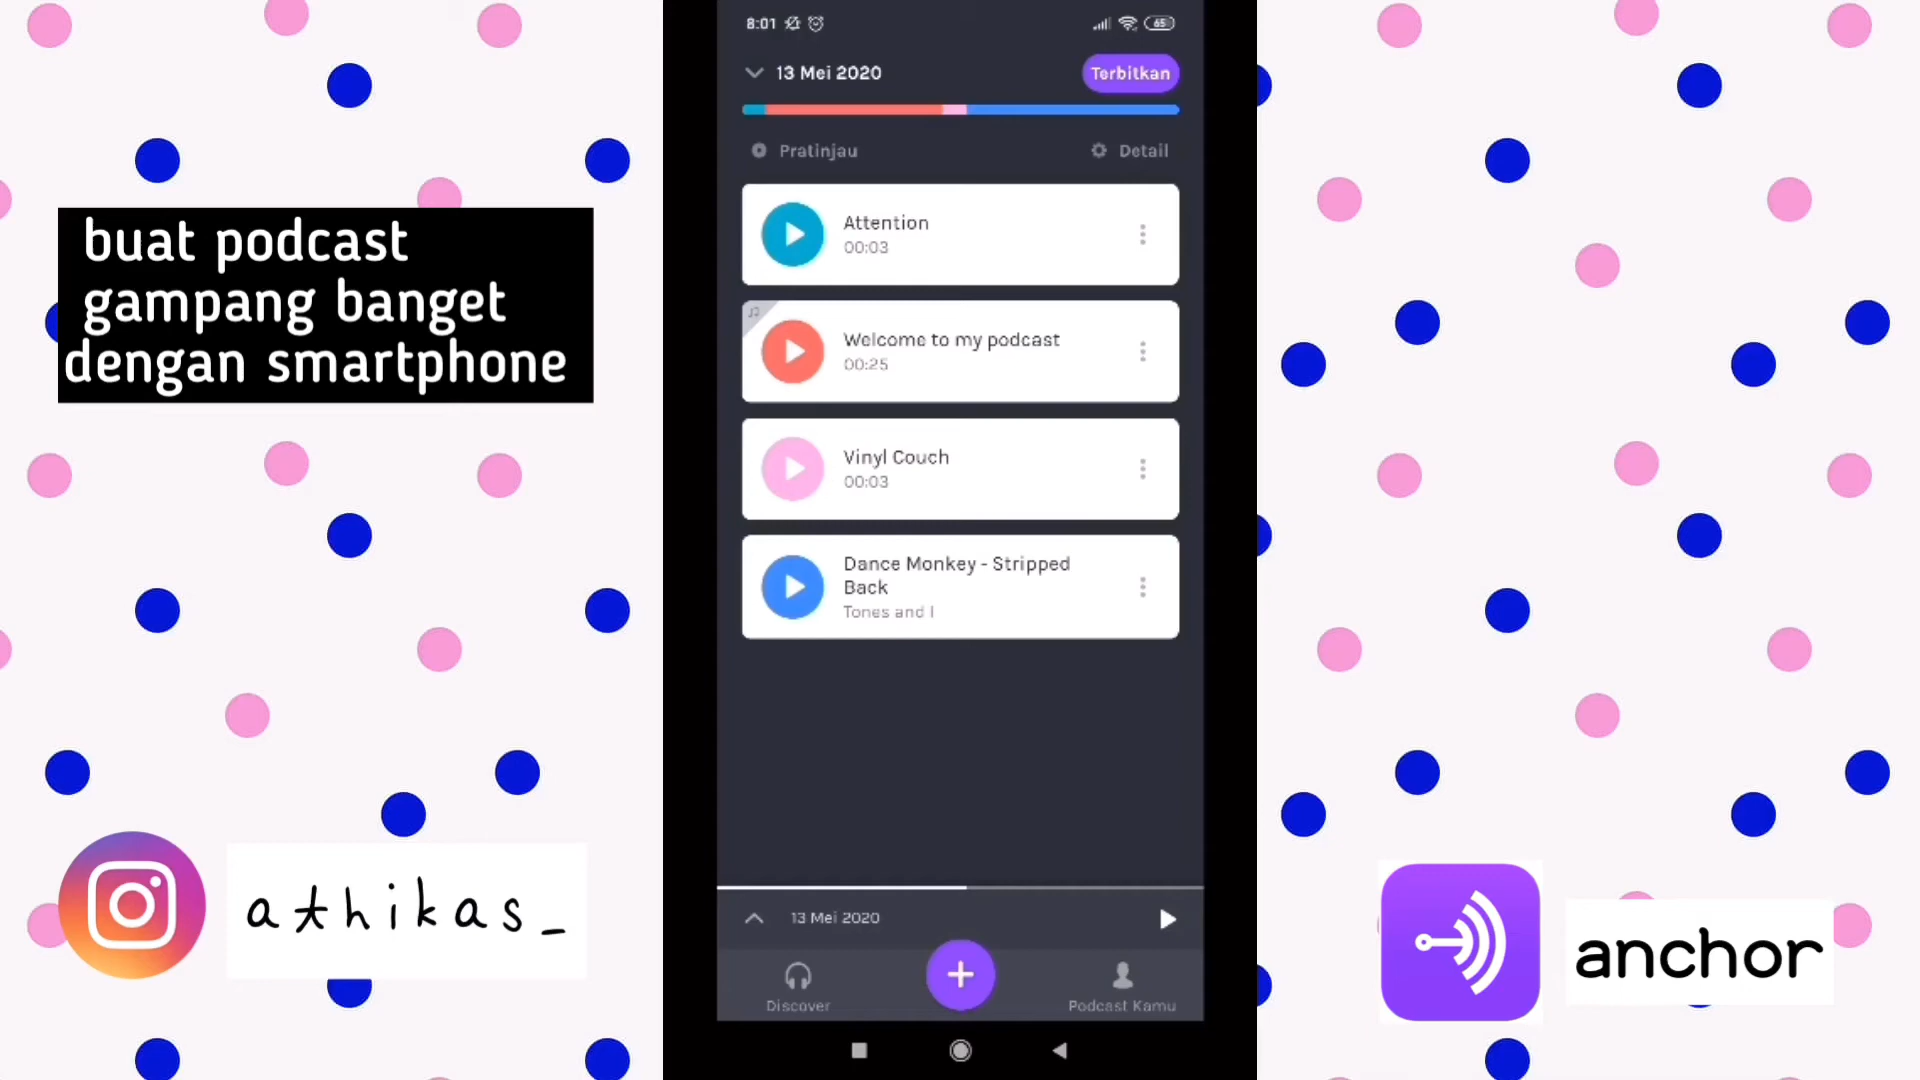 buat podcast
gampang banget
dengan smartphone
athikas_
8:01
65
13 Mei 2020
Terbitkan
Pratinjau
Detail
Attention
00:03
Welcome to my podcast
00:25
Vinyl Couch
00:03
Dance Monkey - Stripped
Back
Tones and I
13 Mei 2020
Discover
Podcast Kamu
anchor